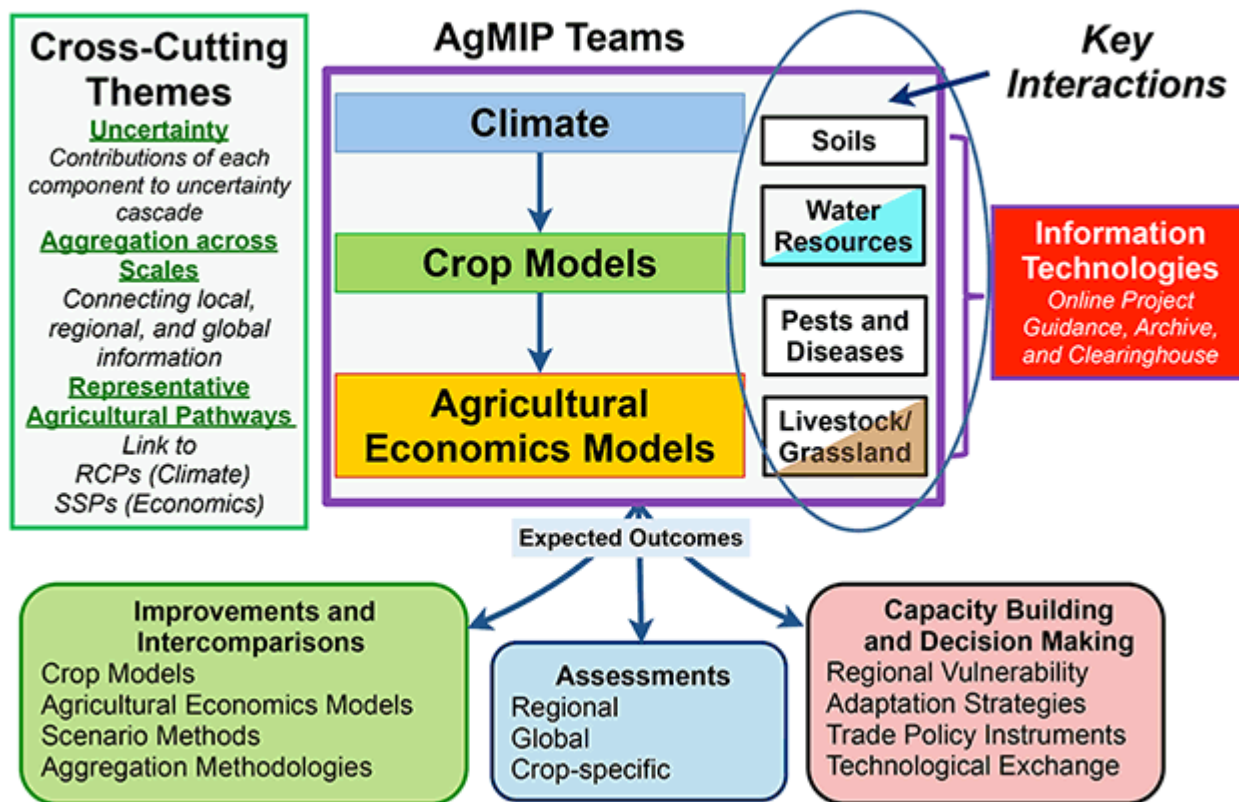 Cross-Cutting
Themes
Uncertainty
Contributions of each
component to uncertainty
cascade
Aggregation across
Scales
Connecting local,
regional, and global
information
Representative
Agricultural Pathways
Link to
RCPs (Climate)
SSPs (Economics)
AgMIP Teams
Climate
Crop Models
Agricultural
Economics Models
Key
Interactions
Soils
Water
Resources
Pests and
Diseases
Livestock/
Grassland
Information
Technologies
Online Project
Guidance, Archive,
and Clearinghouse
Expected Outcomes
Improvements and
Intercomparisons
Crop Models
Agricultural Economics Models
Scenario Methods
Aggregation Methodologies
Assessments
Regional
Global
Crop-specific
Capacity Building
and Decision Making
Regional Vulnerability
Adaptation Strategies
Trade Policy Instruments
Technological Exchange